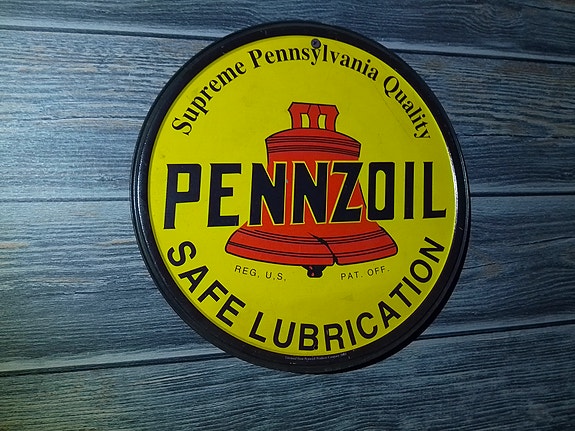 Supreme Pennsylvania Quality
PENNZOIL
REG. U.S. PAT. OFF.
SAFE LUBRICATION